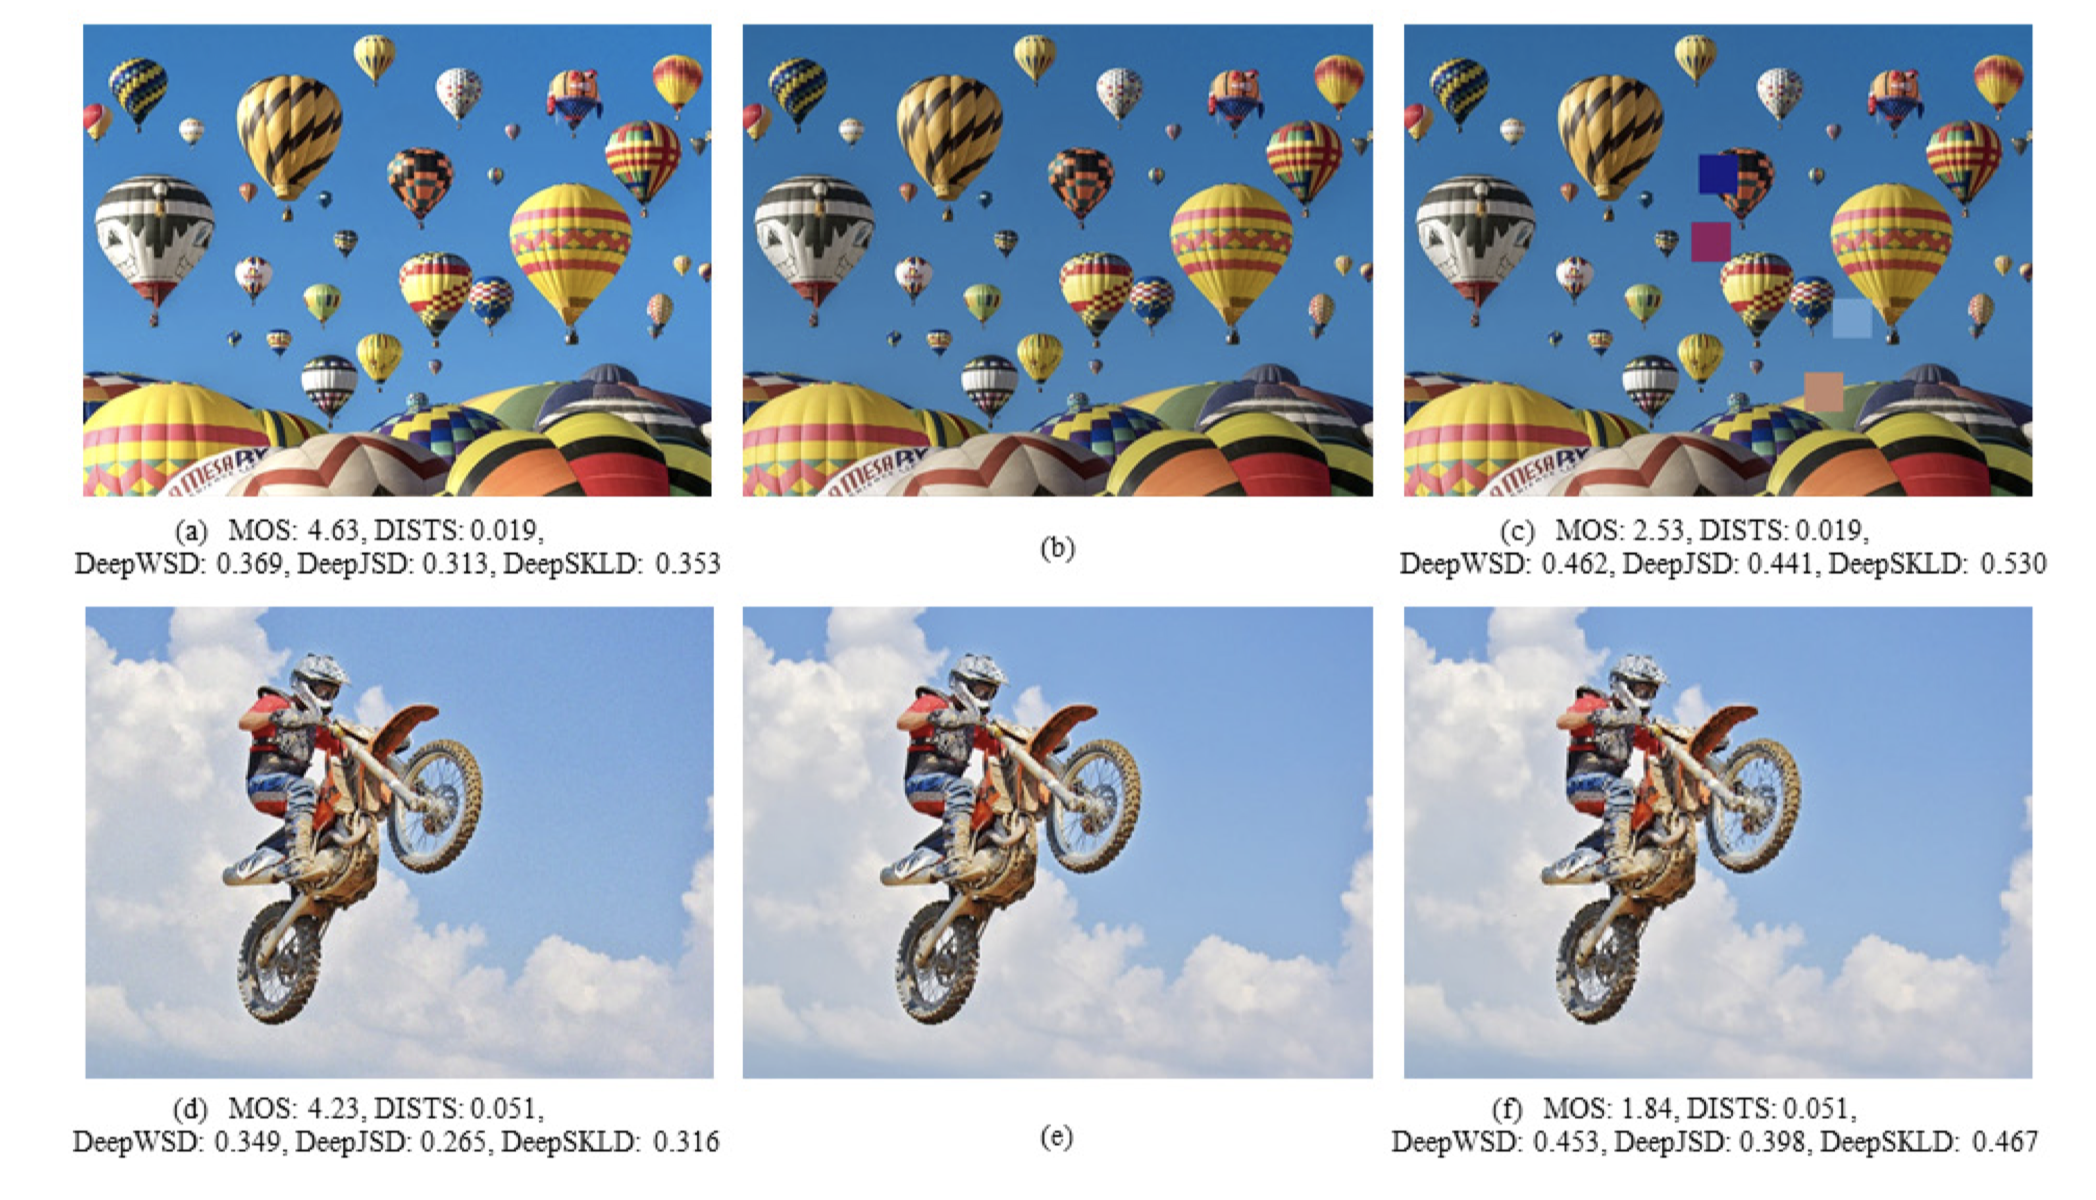 A MESA RV
(a) MOS: 4.63, DISTS: 0.019,
DeepWSD: 0.369, DeepJSD: 0.313, DeepSKLD: 0.353
A MESA RV
(b)
A MESA RV
(c) MOS: 2.53, DISTS: 0.019,
DeepWSD: 0.462, DeepJSD: 0.441, DeepSKLD: 0.530
(d) MOS: 4.23, DISTS: 0.051,
DeepWSD: 0.349, DeepJSD: 0.265, DeepSKLD: 0.316
(e)
(f) MOS: 1.84, DISTS: 0.051,
DeepWSD: 0.453, DeepJSD: 0.398, DeepSKLD: 0.467